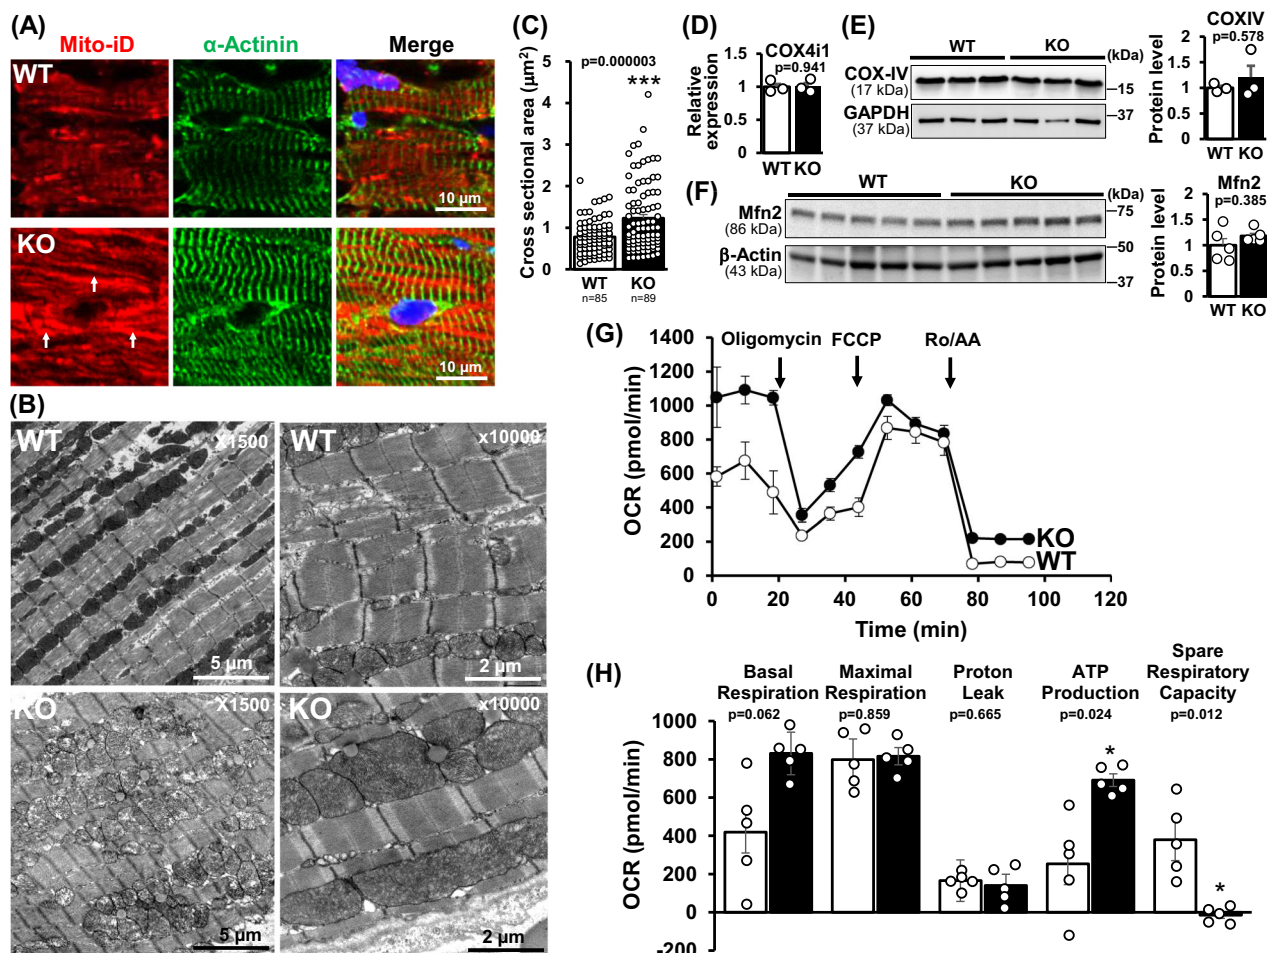 (A)
Mito-iD
α-Actinin
Merge
WT
10 µm
KO
10 µm
(B)
WT
X1500
5 µm
WT
x10000
2 µm
KO
X1500
5 µm
KO
x10000
2 µm
(C)
Cross sectional area (µm²)
p=0.000003
***
5
4
3
2
1
0
WT
KO
n=85
n=89
(D)
COX4i1
p=0.941
Relative
expression
1.5
1
0.5
0
WT KO
(E)
WT
KO
(kDa)
COX-IV
(17 kDa)
15
GAPDH
(37 kDa)
37
COXIV
p=0.578
Protein level
2
1.5
1
0.5
0
WT KO
(F)
WT
KO
(kDa)
Mfn2
(86 kDa)
75
β-Actin
(43 kDa)
50
37
Mfn2
p=0.385
Protein level
2
1.5
1
0.5
0
WT KO
(G)
OCR (pmol/min)
1400
1200
1000
800
600
400
200
0
Oligomycin
FCCP
Ro/AA
KO
WT
0 20 40 60 80 100 120
Time (min)
(H)
Basal
Respiration
p=0.062
Maximal
Respiration
p=0.859
Proton
Leak
p=0.665
ATP
Production
p=0.024
Spare
Respiratory
Capacity
p=0.012
OCR (pmol/min)
1000
800
600
400
200
0
-200
*
*